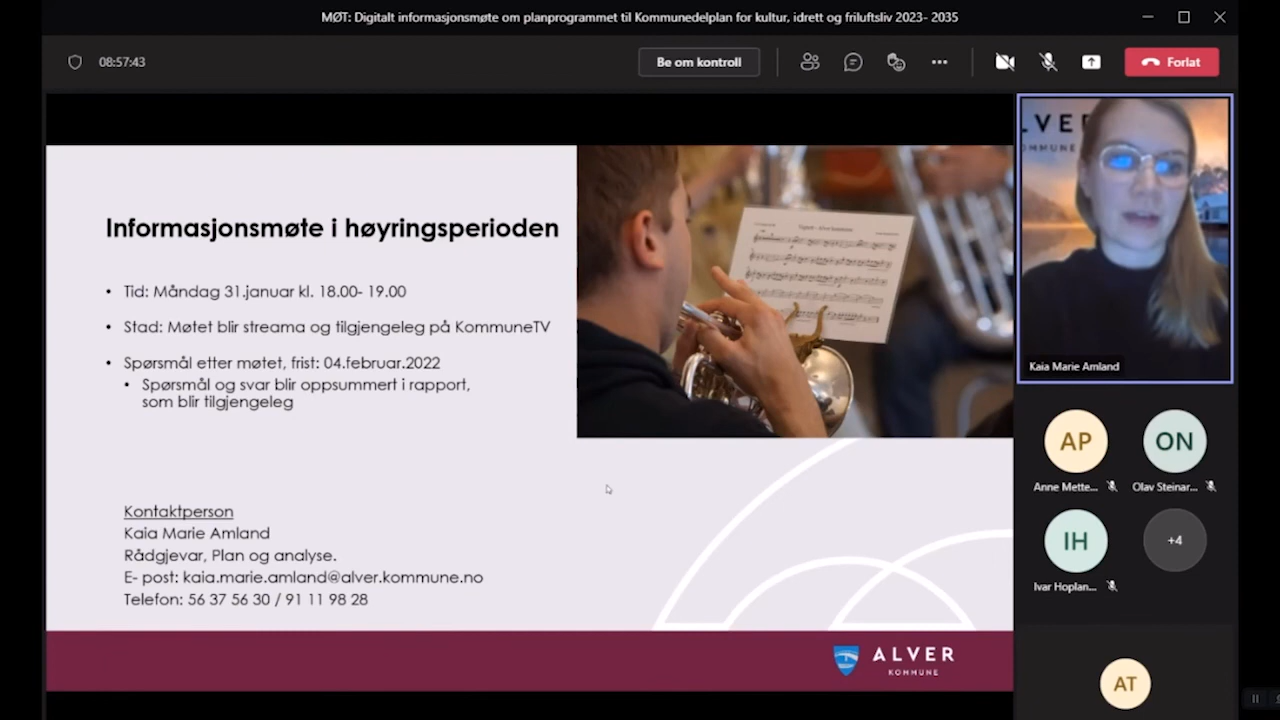 MØT: Digitalt informasjonsmøte om planprogrammet til Kommunedelplan for kultur, idrett og friluftsliv 2023- 2035
08:57:43
Be om kontroll
Forlat
Informasjonsmøte i høyringsperioden
• Tid: Måndag 31.januar kl. 18.00- 19.00
• Stad: Møtet blir streama og tilgjengeleg på KommuneTV
• Spørsmål etter møtet, frist: 04.februar.2022
• Spørsmål og svar blir oppsummert i rapport,
som blir tilgjengeleg
Kontaktperson
Kaia Marie Amland
Rådgjevar, Plan og analyse.
E- post: kaia.marie.amland@alver.kommune.no
Telefon: 56 37 56 30 / 91 11 98 28
ALVER
KOMMUNE
LVER
OMMUNE
Kaia Marie Amland
AP
ON
Anne Mette...
Olav Steinar...
IH
+4
Ivar Hoplan...
AT